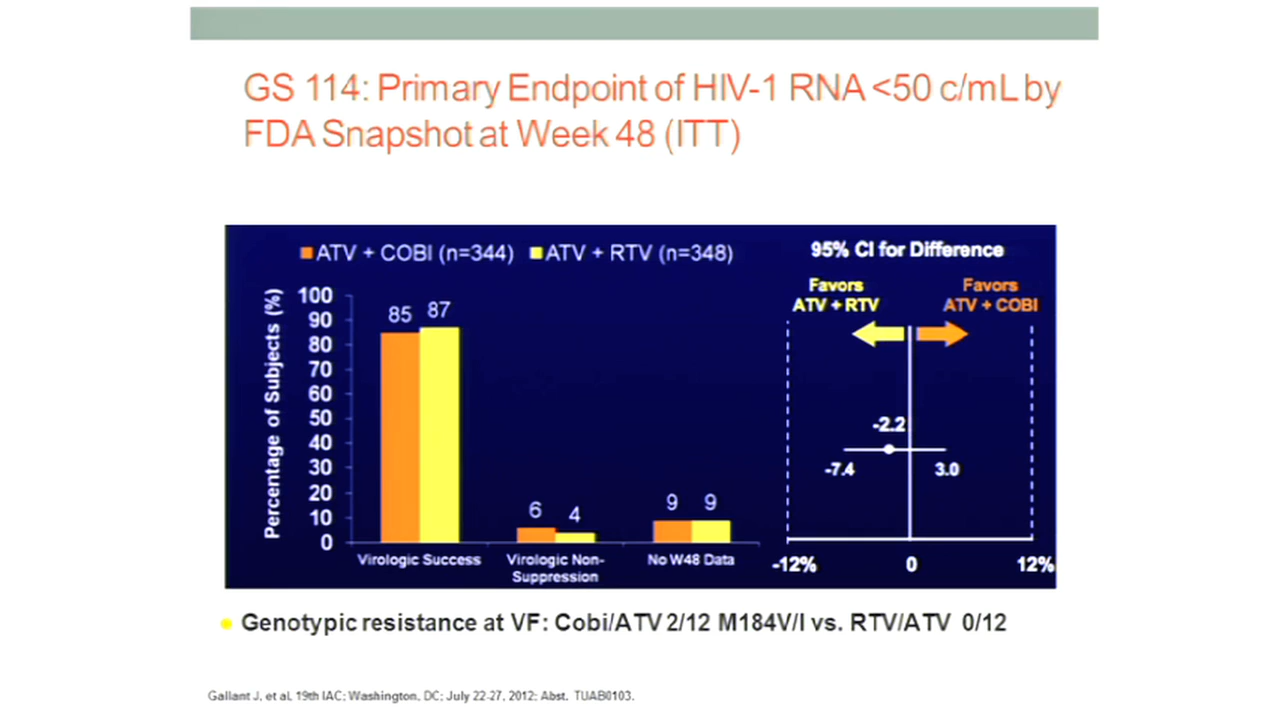 GS 114: Primary Endpoint of HIV-1 RNA <50 c/mL by
FDA Snapshot at Week 48 (ITT)
ATV + COBI (n=344) ATV + RTV (n=348)
Percentage of Subjects (%)
100
90
80
70
60
50
40
30
20
10
0
85 87
6 4
9 9
Virologic Success
Virologic Non-
Suppression
No W48 Data
95% CI for Difference
Favors
ATV + RTV
Favors
ATV + COBI
-2.2
-7.4 3.0
-12% 0 12%
Genotypic resistance at VF: Cobi/ATV 2/12 M184V/I vs. RTV/ATV 0/12
Gallant J, et al, 19th IAC; Washington, DC; July 22-27, 2012; Abst. TUAB0103.